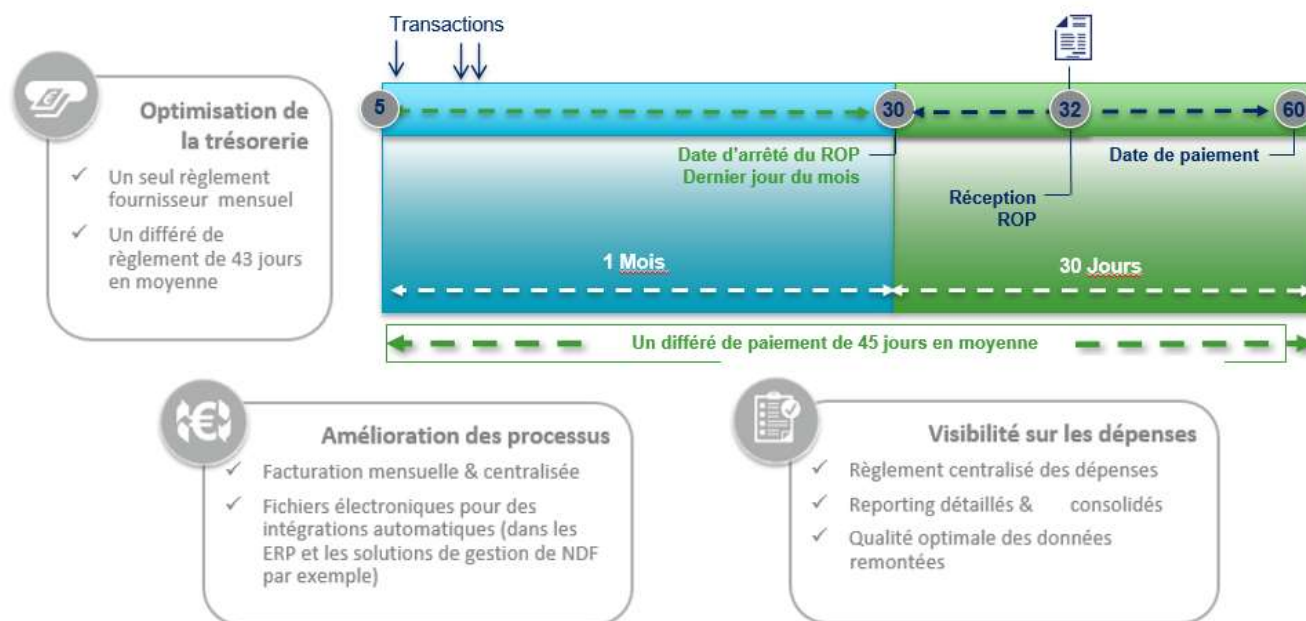 Transactions
Optimisation de
la trésorerie
✓ Un seul règlement
fournisseur mensuel
✓ Un différé de
règlement de 43 jours
en moyenne
5
30
32
60
Date d'arrêté du ROP
Dernier jour du mois
Réception
ROP
Date de paiement
1 Mois
30 Jours
Un différé de paiement de 45 jours en moyenne
Amélioration des processus
✓ Facturation mensuelle & centralisée
✓ Fichiers électroniques pour des
intégrations automatiques (dans les
ERP et les solutions de gestion de NDF
par exemple)
Visibilité sur les dépenses
✓ Règlement centralisé des dépenses
✓ Reporting détaillés & consolidés
✓ Qualité optimale des données
remontées